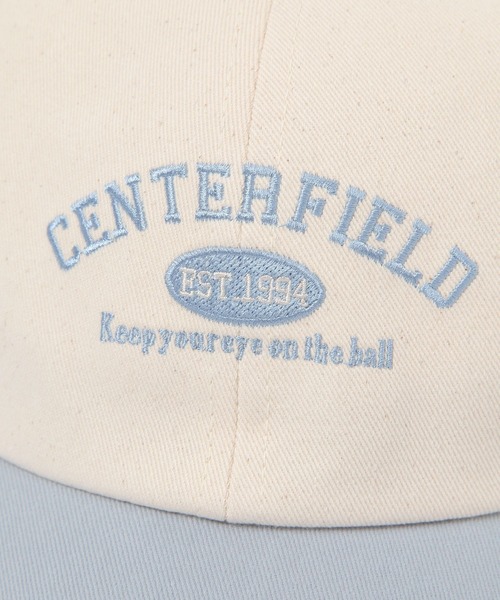 CENTERFIELD
EST.1994
Keep your eye on the ball